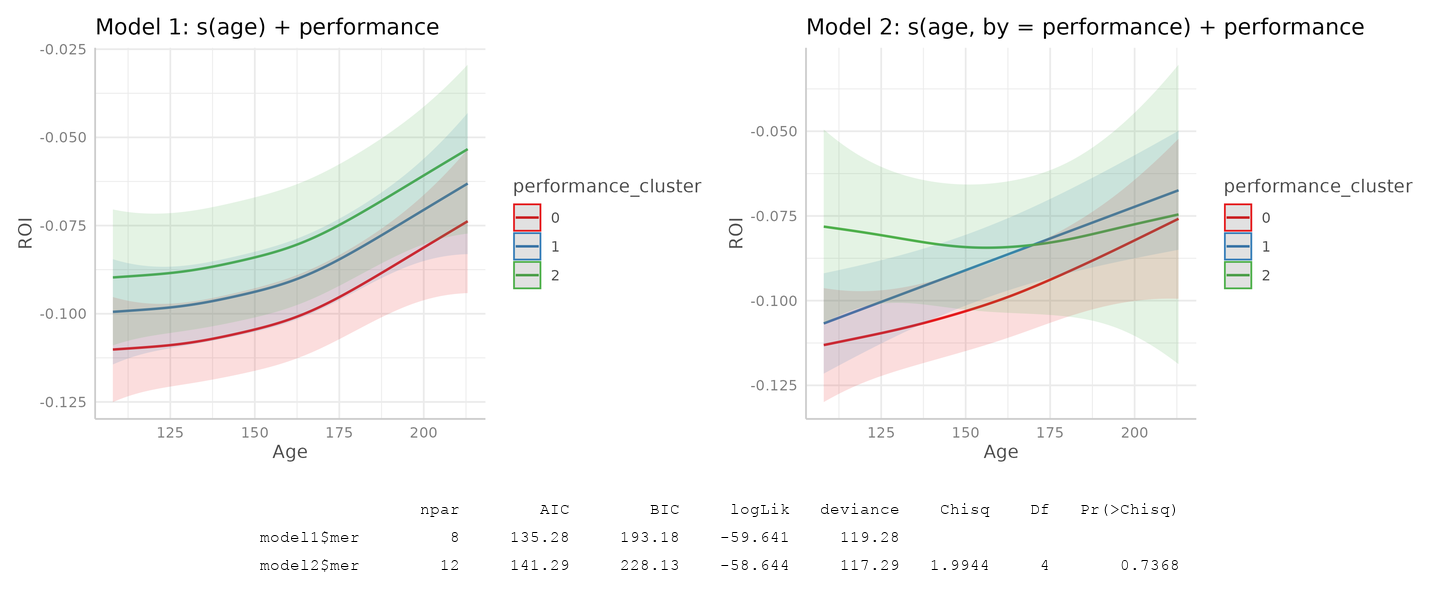 Model 1: s(age) + performance
-0.025
-0.050
-0.075
-0.100
-0.125
ROI
125 150 175 200
Age
performance_cluster
0
1
2
Model 2: s(age, by = performance) + performance
-0.050
-0.075
-0.100
-0.125
ROI
125 150 175 200
Age
performance_cluster
0
1
2
npar AIC BIC logLik deviance Chisq Df Pr(>Chisq)
model1$mer 8 135.28 193.18 -59.641 119.28
model2$mer 12 141.29 228.13 -58.644 117.29 1.9944 4 0.7368